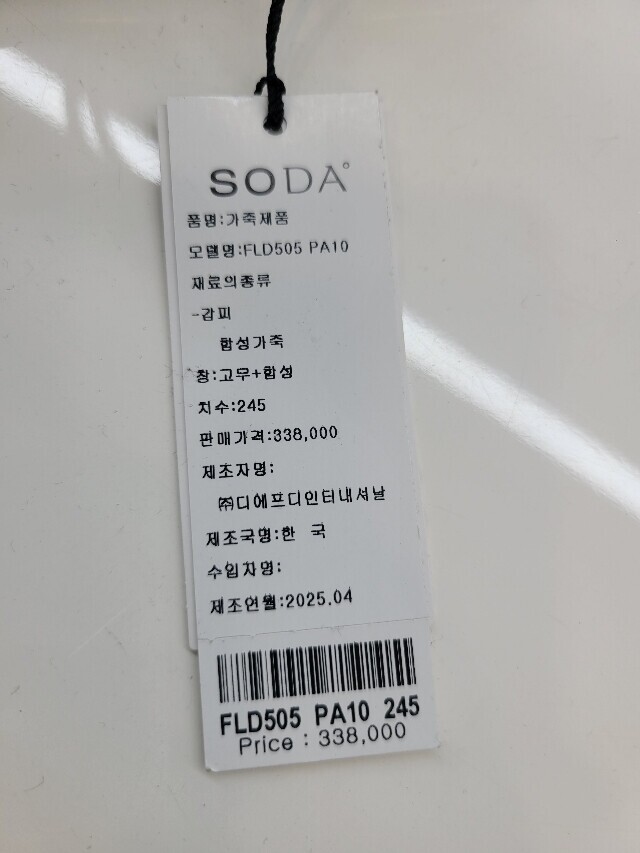 SODA
품명:가죽제품
모델명:FLD505 PA10
재료의종류
-갑피
합성가죽
창:고무+합성
치수:245
판매가격:338,000
제조자명:
㈜디에프디인터내셔날
제조국명:한 국
수입자명:
제조연월:2025.04
FLD505 PA10 245
Price : 338,000